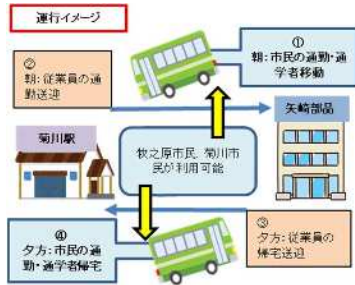 運行イメージ
①
朝：市民の通勤・通
学者移動
②
朝：従業員の通
勤送迎
矢崎部品
菊川駅
牧之原市民、菊川市
民が利用可能
③
夕方：従業員の
帰宅送迎
④
夕方：市民の通
勤・通学者帰宅